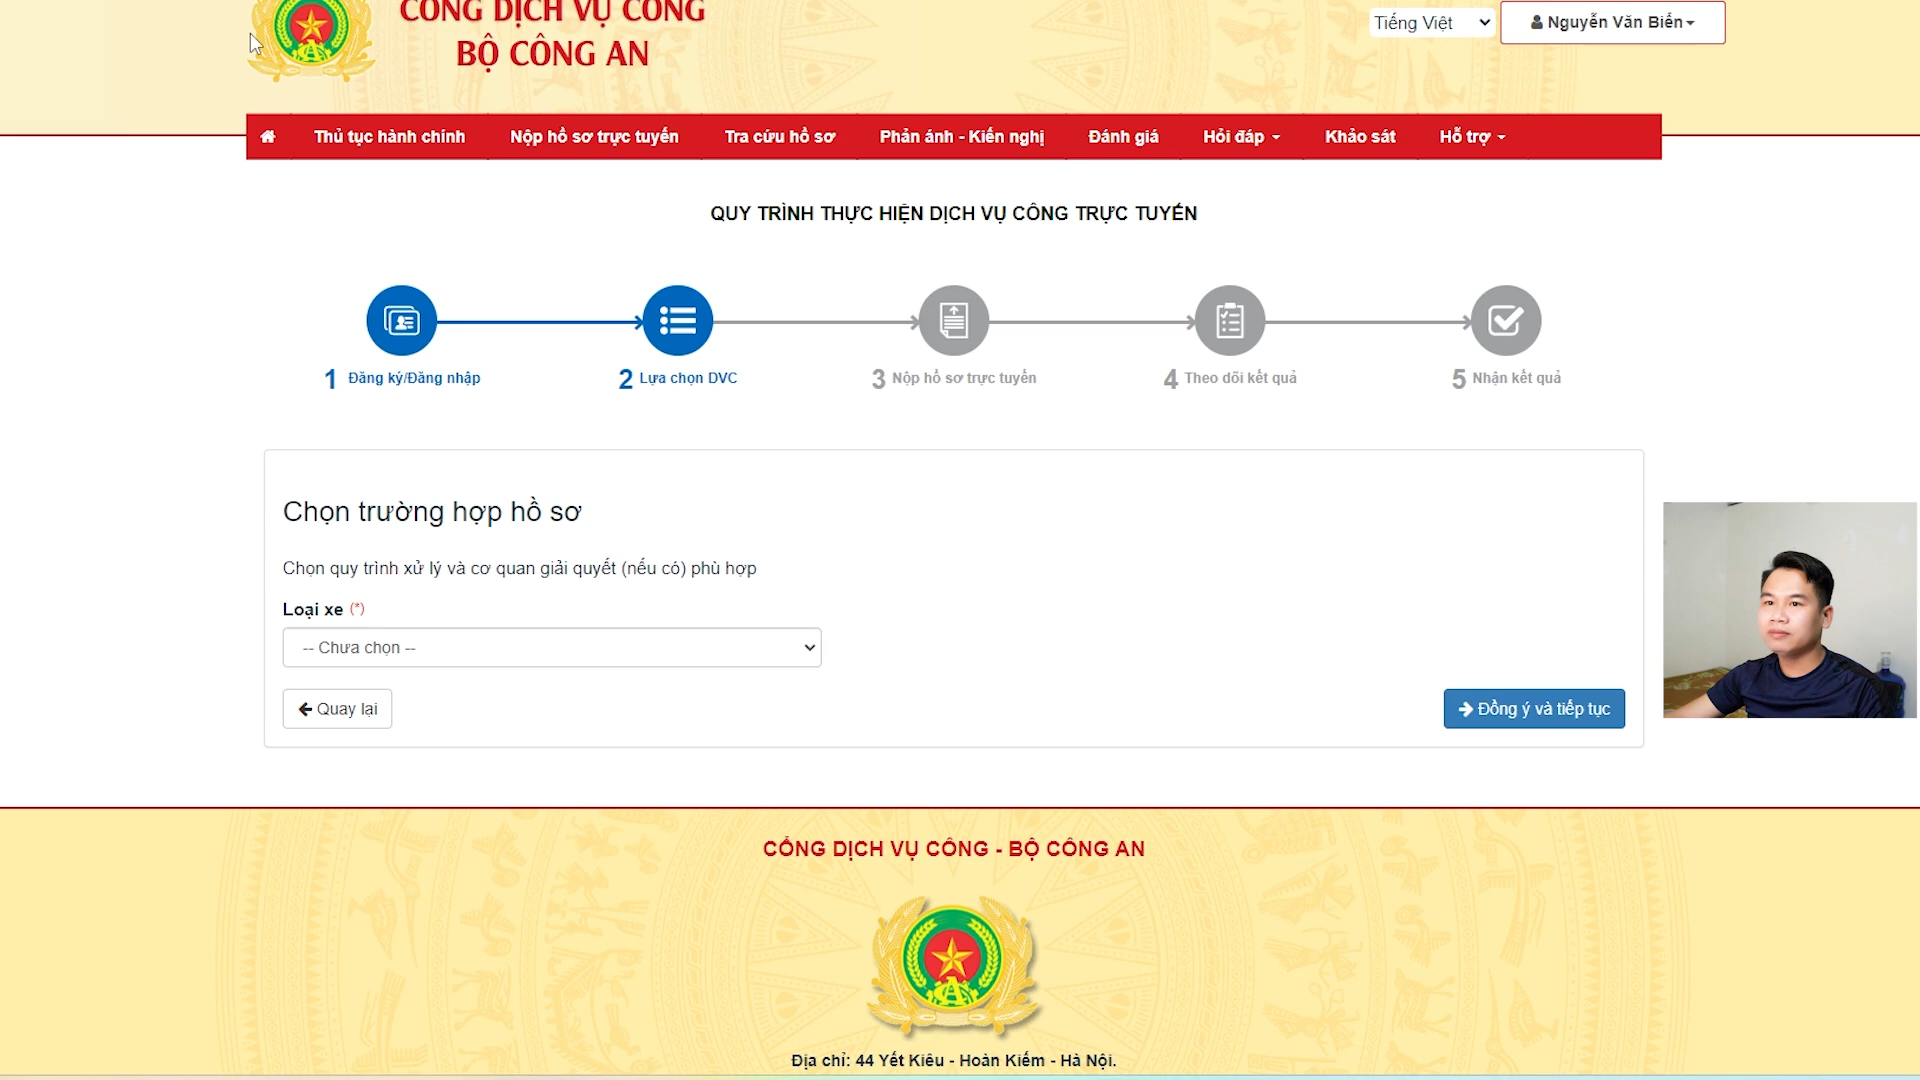 CỔNG DỊCH VỤ CÔNG
BỘ CÔNG AN
Tiếng Việt
Nguyễn Văn Biển
Thủ tục hành chính
Nộp hồ sơ trực tuyến
Tra cứu hồ sơ
Phản ánh - Kiến nghị
Đánh giá
Hỏi đáp
Khảo sát
Hỗ trợ
QUY TRÌNH THỰC HIỆN DỊCH VỤ CÔNG TRỰC TUYẾN
1 Đăng ký/Đăng nhập
2 Lựa chọn DVC
3 Nộp hồ sơ trực tuyến
4 Theo dõi kết quả
5 Nhận kết quả
Chọn trường hợp hồ sơ
Chọn quy trình xử lý và cơ quan giải quyết (nếu có) phù hợp
Loại xe (*)
-- Chưa chọn --
Quay lại
Đồng ý và tiếp tục
CỔNG DỊCH VỤ CÔNG - BỘ CÔNG AN
Địa chỉ: 44 Yết Kiêu - Hoàn Kiếm - Hà Nội.